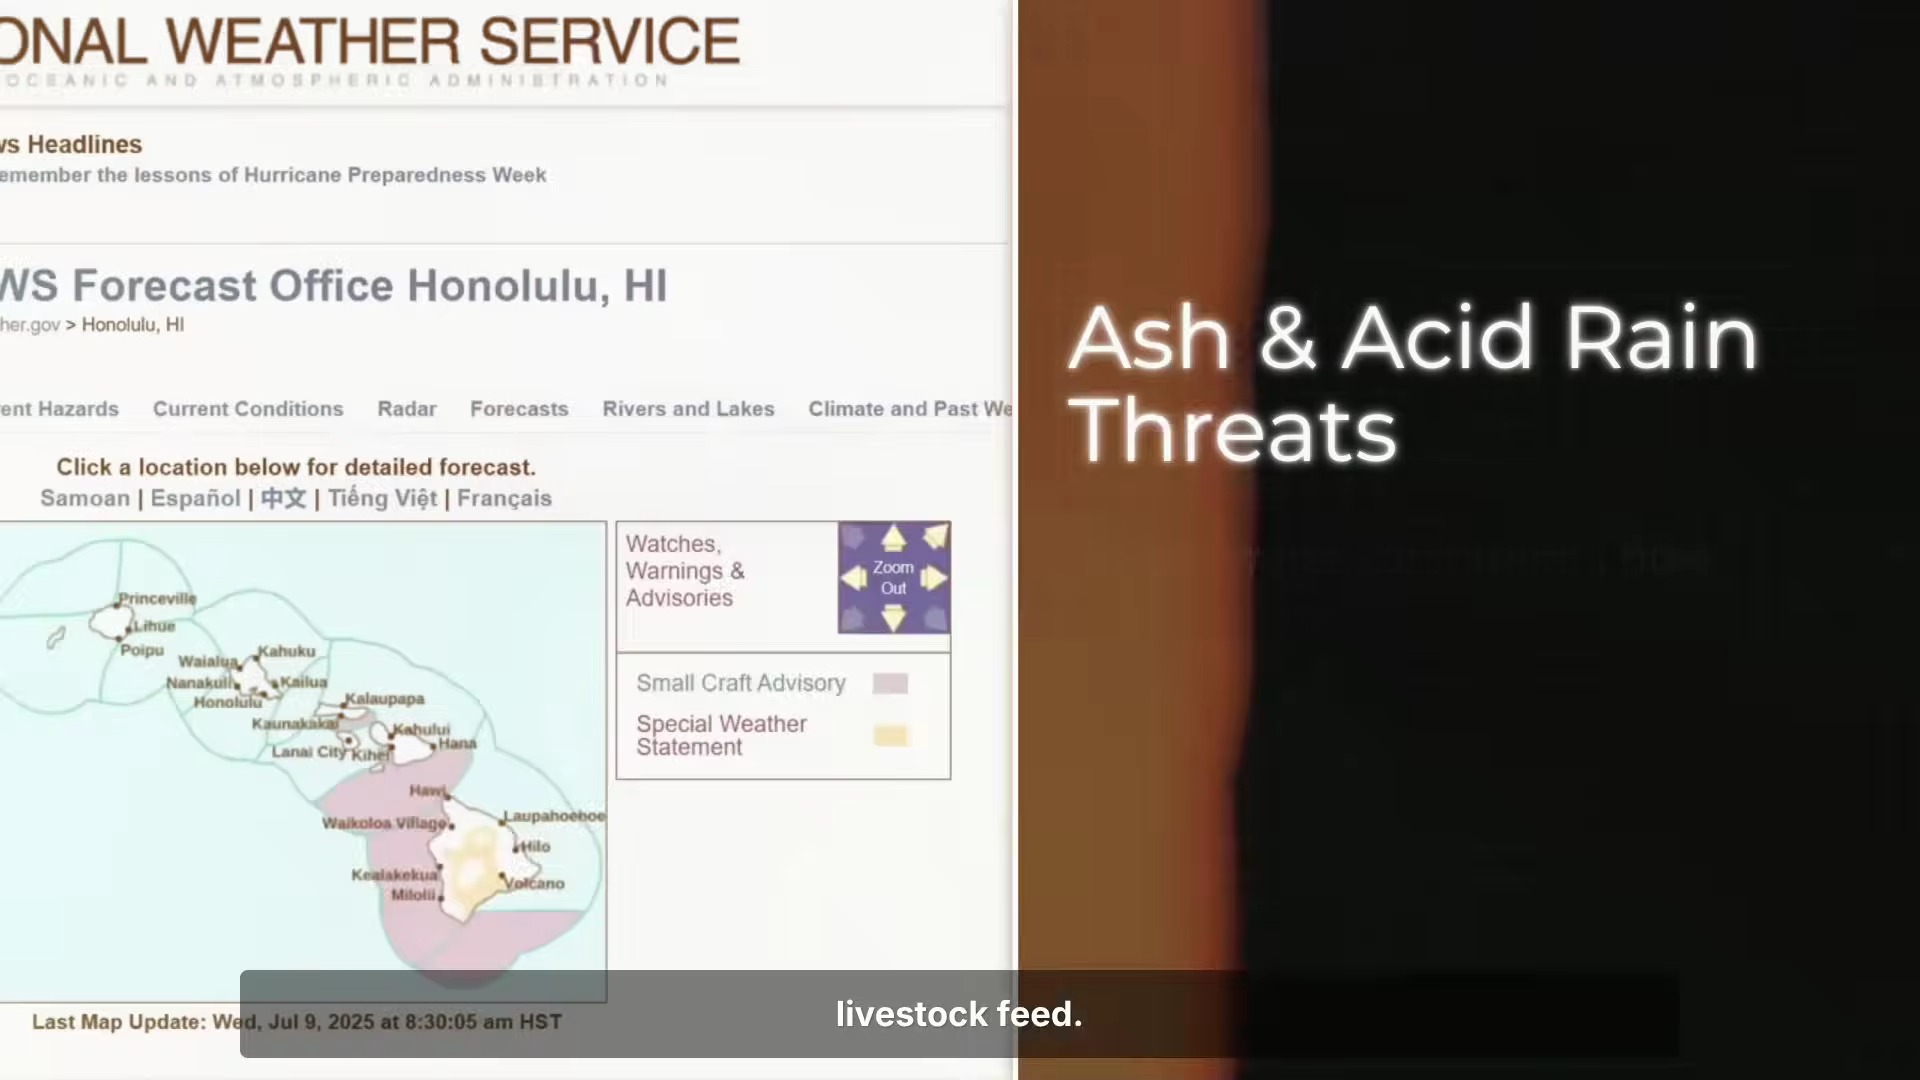 ONAL WEATHER SERVICE
OCEANIC AND ATMOSPHERIC ADMINISTRATION
ws Headlines
emember the lessons of Hurricane Preparedness Week
WS Forecast Office Honolulu, HI
her.gov > Honolulu, HI
ent Hazards Current Conditions Radar Forecasts Rivers and Lakes Climate and Past We
Click a location below for detailed forecast.
Samoan | Español | 中文 | Tiếng Việt | Français
Princeville
Lihue
Poipu
Kahuku
Waialua
Nanakuli
Kailua
Honolulu
Kalaupapa
Kaunakakai
Kahului
Lanai City
Kihei
Hana
Hawi
Waikoloa Village
Laupahoehoe
Hilo
Kealakekua
Volcano
Milolii
Watches,
Warnings &
Advisories
Zoom
Out
Small Craft Advisory
Special Weather
Statement
Last Map Update: Wed, Jul 9, 2025 at 8:30:05 am HST
Ash & Acid Rain
Threats
livestock feed.